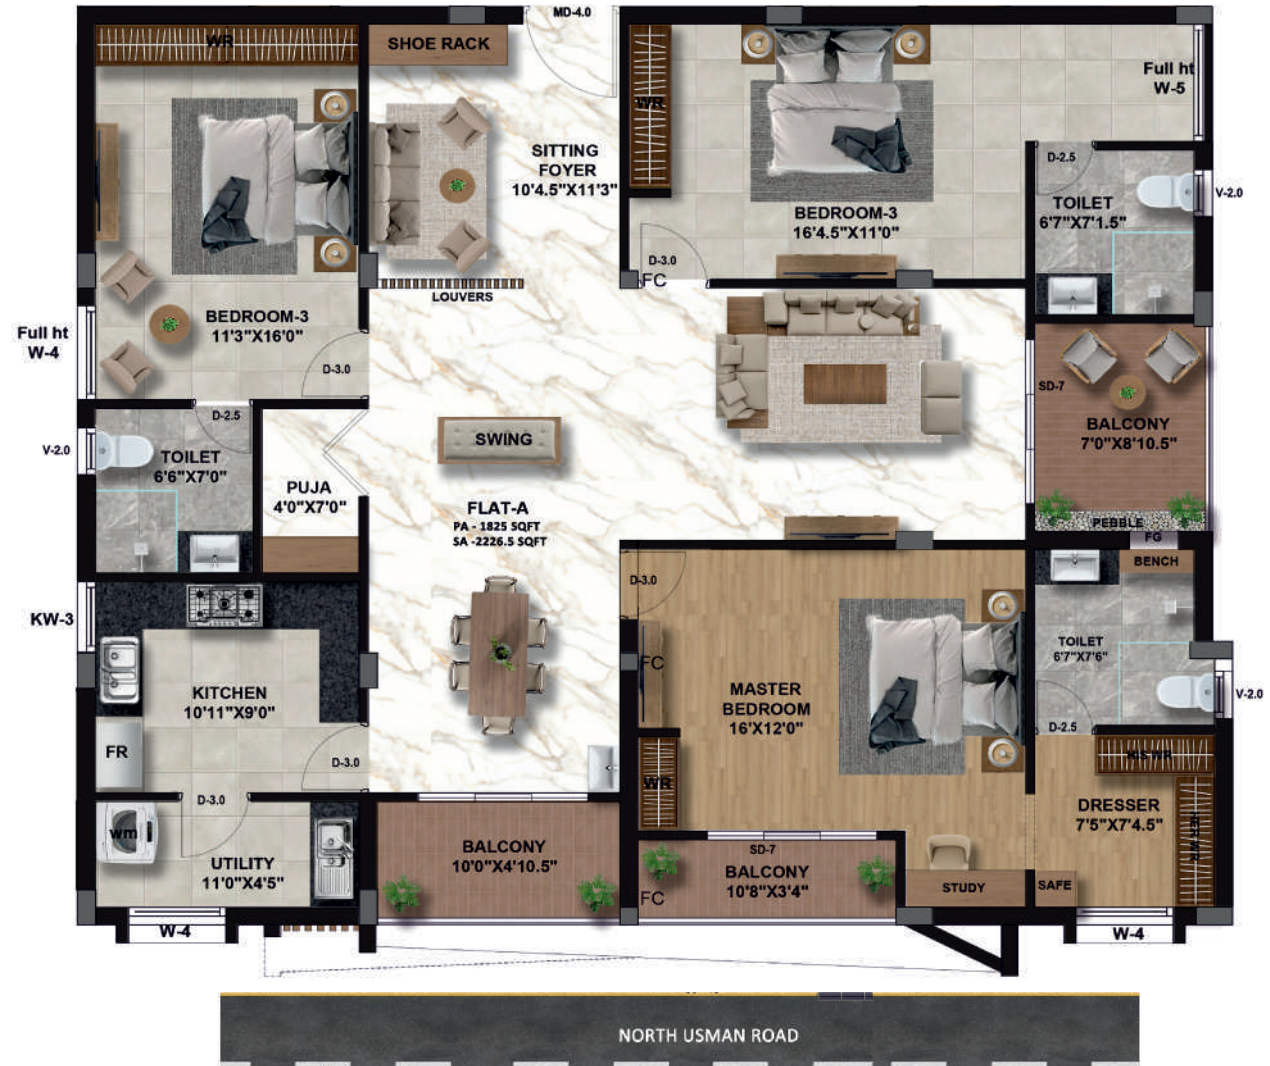 MD-4.0
WR
SHOE RACK
SITTING
FOYER
10'4.5"X11'3"
WR
Full ht
W-5
D-2.5
TOILET
6'7"X7'1.5"
V-2.0
BEDROOM-3
16'4.5"X11'0"
D-3.0
FC
LOUVERS
BEDROOM-3
11'3"X16'0"
Full ht
W-4
D-3.0
SD-7
BALCONY
7'0"X8'10.5"
PEBBLE
FG
D-2.5
V-2.0
TOILET
6'6"X7'0"
PUJA
4'0"X7'0"
SWING
FLAT-A
PA - 1825 SQFT
SA -2226.5 SQFT
BENCH
D-3.0
KW-3
TOILET
6'7"X7'6"
FC
V-2.0
KITCHEN
10'11"X9'0"
MASTER
BEDROOM
16'X12'0"
D-2.5
FR
D-3.0
WR
HIS WR
D-3.0
DRESSER
7'5"X7'4.5"
HER WR
wm
UTILITY
11'0"X4'5"
BALCONY
10'0"X4'10.5"
SD-7
BALCONY
10'8"X3'4"
FC
STUDY
SAFE
W-4
W-4
NORTH USMAN ROAD